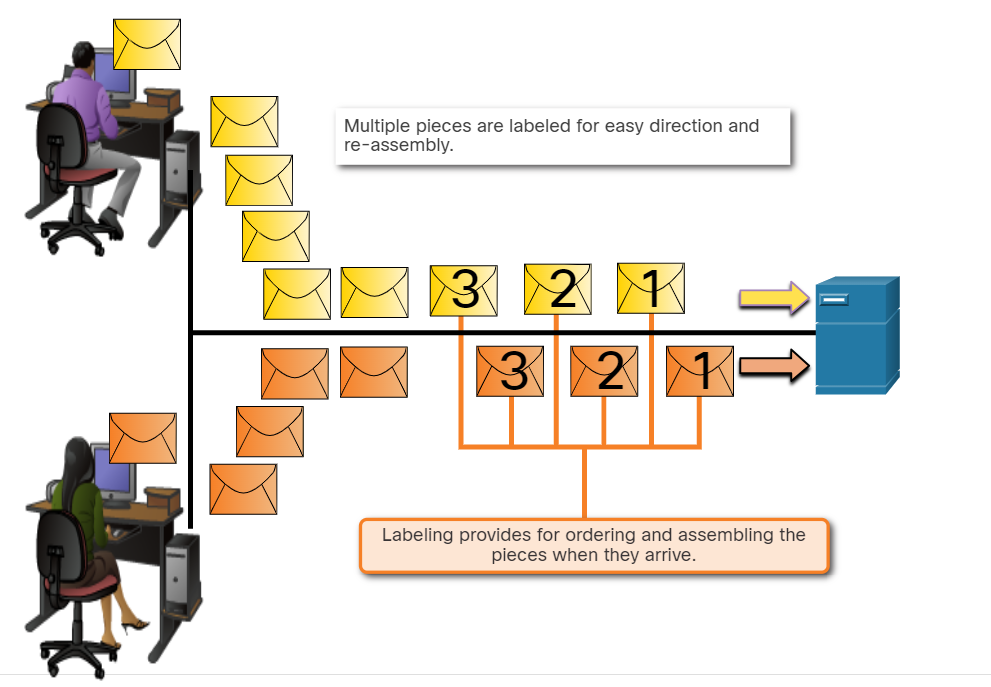 Multiple pieces are labeled for easy direction and
re-assembly.
3 2 1
3 2 1
Labeling provides for ordering and assembling the
pieces when they arrive.